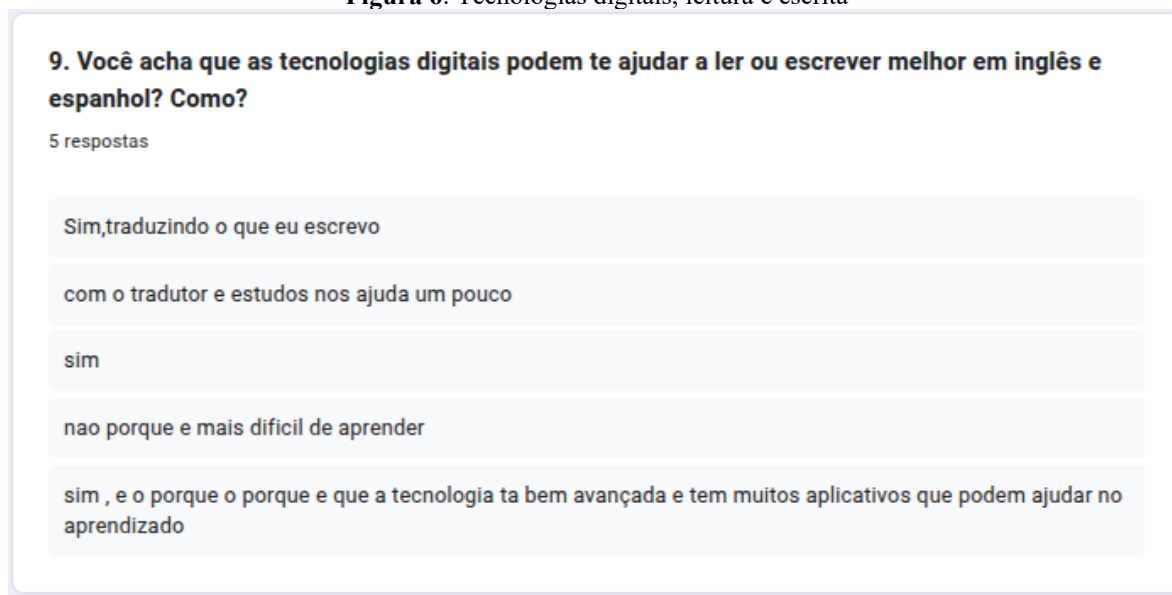 Figura 6: Tecnologias digitais, leitura e escrita
9. Você acha que as tecnologias digitais podem te ajudar a ler ou escrever melhor em inglês e
espanhol? Como?
5 respostas
Sim,traduzindo o que eu escrevo
com o tradutor e estudos nos ajuda um pouco
sim
nao porque e mais dificil de aprender
sim , e o porque o porque e que a tecnologia ta bem avançada e tem muitos aplicativos que podem ajudar no
aprendizado